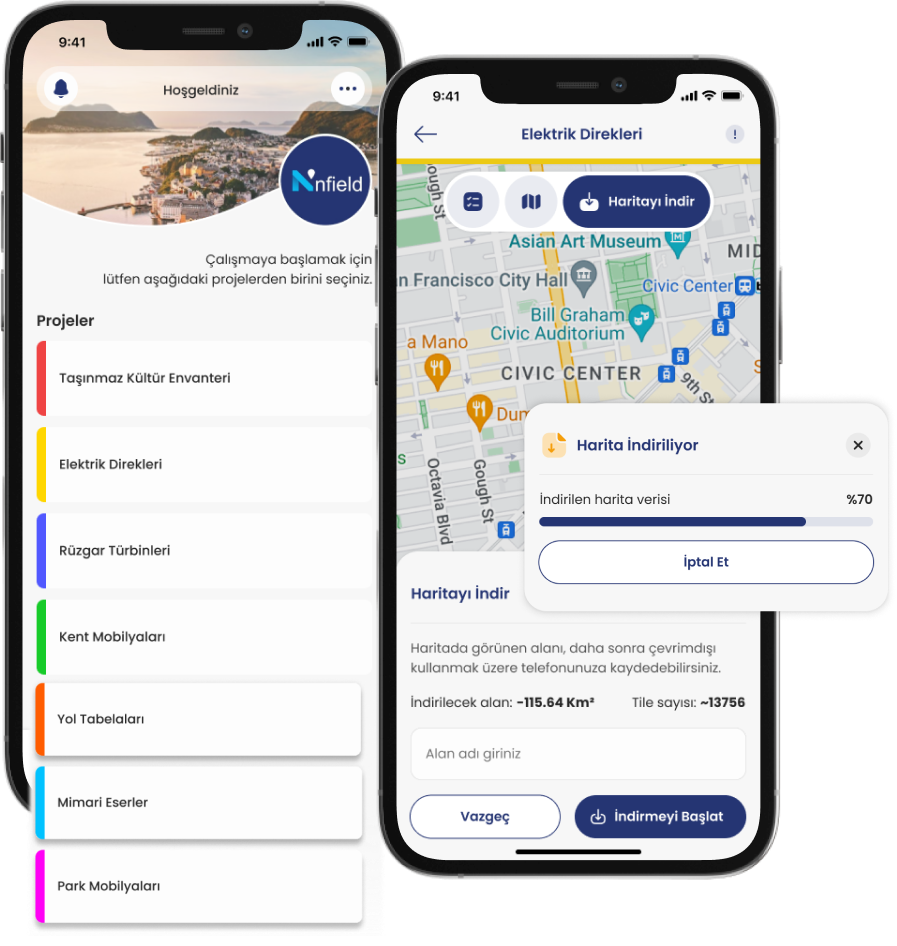 9:41
Hoşgeldiniz
Nnfield
Çalışmaya başlamak için
lütfen aşağıdaki projelerden birini seçiniz.
Projeler
Taşınmaz Kültür Envanteri
Elektrik Direkleri
Rüzgar Türbinleri
Kent Mobilyaları
Yol Tabelaları
Mimari Eserler
Park Mobilyaları
9:41
Elektrik Direkleri
Haritayı İndir
ough St
Asian Art Museum
MID
n Francisco City Hall
Civic Center
Bill Graham
Civic Auditorium
a Mano
CIVIC CENTER
9th St
Dum
S
Octavia Blvd
Gough St
Harita İndiriliyor
İndirilen harita verisi %70
İptal Et
Haritayı İndir
Haritada görünen alanı, daha sonra çevrimdışı
kullanmak üzere telefonunuza kaydedebilirsiniz.
İndirilecek alan: -115.64 Km² Tile sayısı: ~13756
Alan adı giriniz
Vazgeç
İndirmeyi Başlat